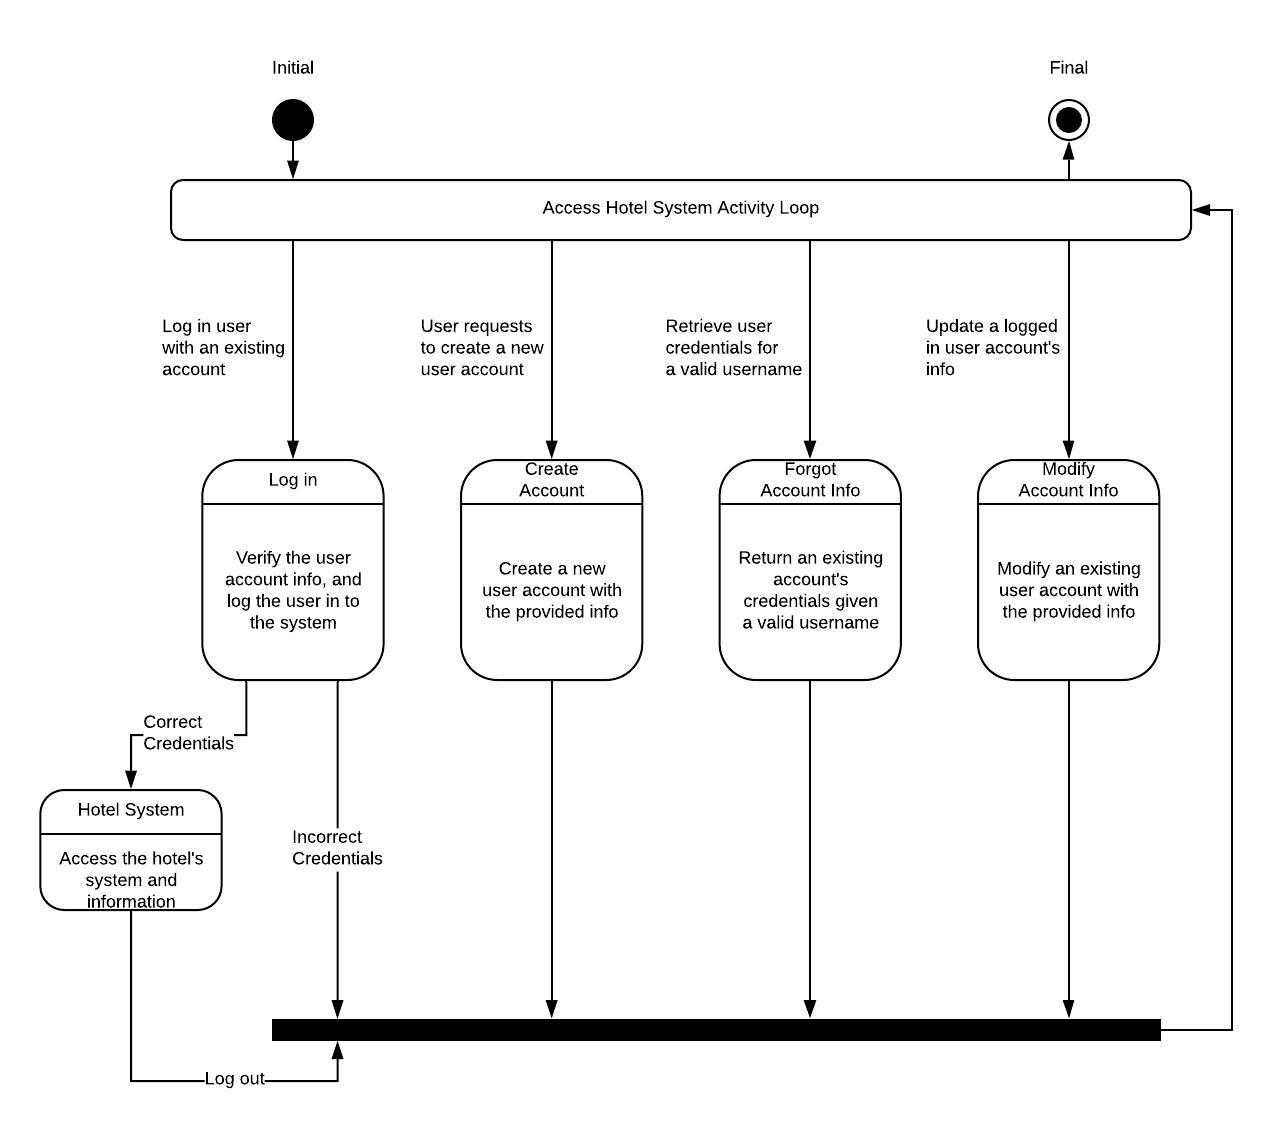 Initial
Final
Access Hotel System Activity Loop
Log in user
with an existing
account
User requests
to create a new
user account
Retrieve user
credentials for
a valid username
Update a logged
in user account's
info
Log in
Verify the user
account info, and
log the user in to
the system
Create
Account
Create a new
user account with
the provided info
Forgot
Account Info
Return an existing
account's
credentials given
a valid username
Modify
Account Info
Modify an existing
user account with
the provided info
Correct
Credentials
Hotel System
Access the hotel's
system and
information
Incorrect
Credentials
Log out